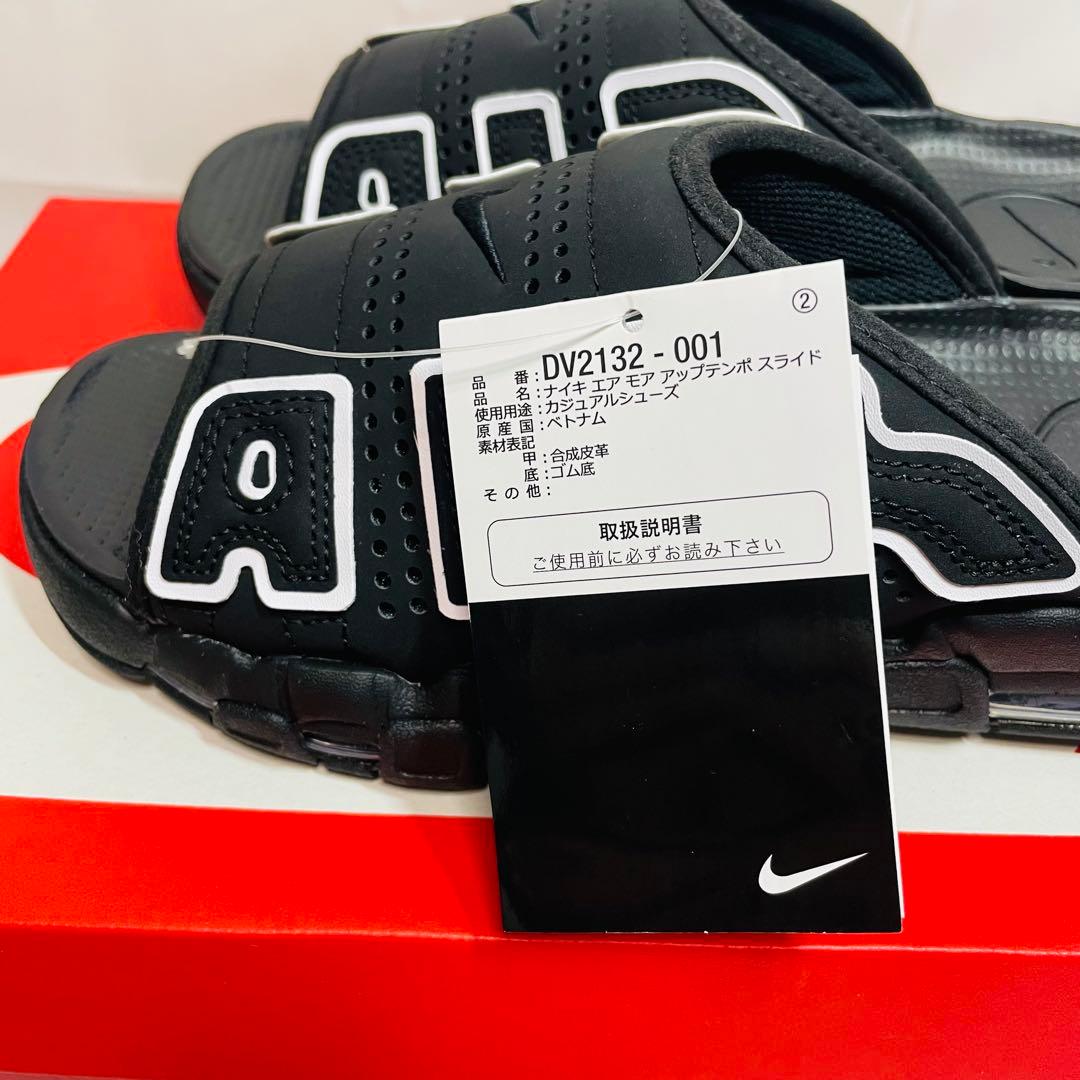 AIR
②
品 番 : DV2132 - 001
品 名 : ナイキ エア モア アップテンポ スライド
使用用途 : カジュアルシューズ
原 産 国 : ベトナム
素材表記
甲 : 合成皮革
底 : ゴム底
そ の 他 :
取扱説明書
ご使用前に必ずお読み下さい